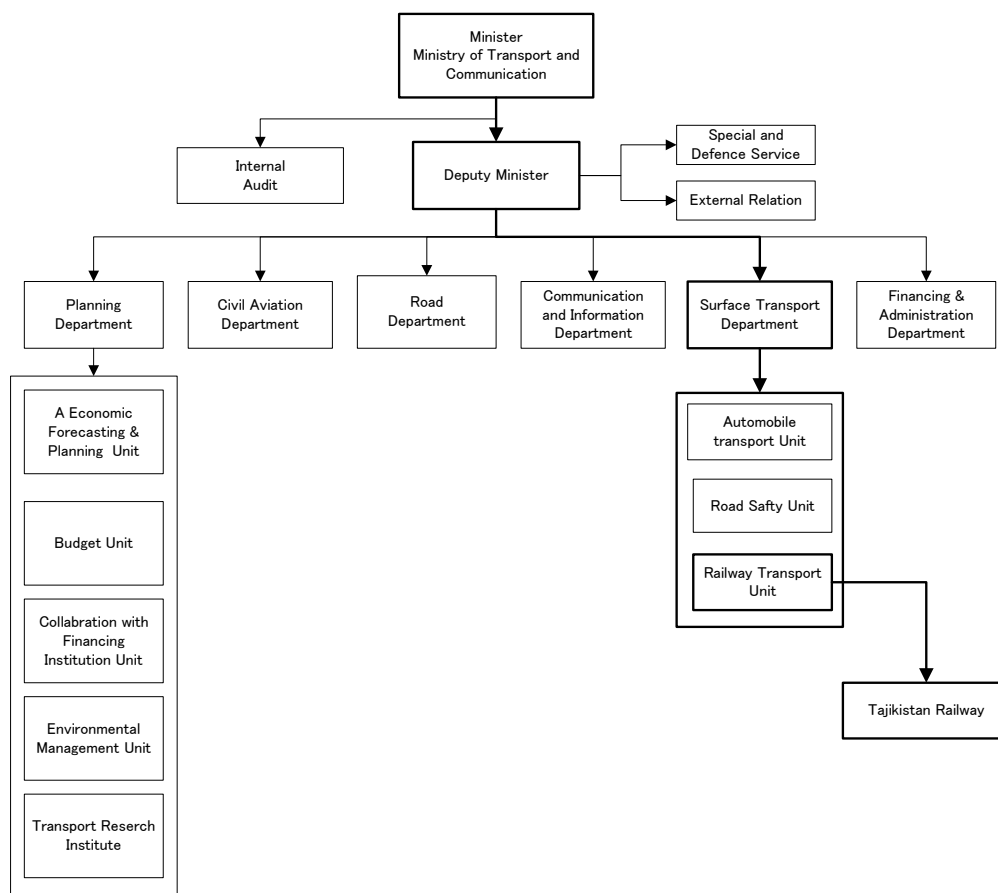 Minister
Ministry of Transport and
Communication
Internal
Audit
Deputy Minister
Special and
Defence Service
External Relation
Planning
Department
Civil Aviation
Department
Road
Department
Communication
and Information
Department
Surface Transport
Department
Financing &
Administration
Department
A Economic
Forecasting &
Planning Unit
Budget Unit
Collabration with
Financing
Institution Unit
Environmental
Management Unit
Transport Reserch
Institute
Automobile
transport Unit
Road Safty Unit
Railway Transport
Unit
Tajikistan Railway